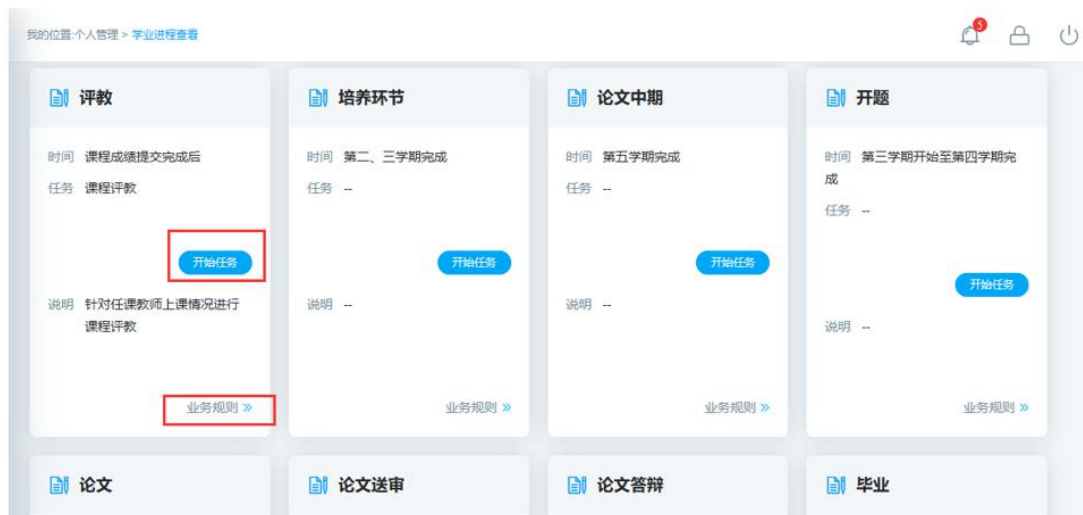 我的位置:个人管理 > 学业进程查看
5
评教
时间 课程成绩提交完成后
任务 课程评教
开始任务
说明 针对任课教师上课情况进行
课程评教
业务规则 »
培养环节
时间 第二、三学期完成
任务 --
开始任务
说明 --
业务规则 »
论文中期
时间 第五学期完成
任务 --
开始任务
说明 --
业务规则 »
开题
时间 第三学期开始至第四学期完
成
任务 --
开始任务
说明 --
业务规则 »
论文
论文送审
论文答辩
毕业